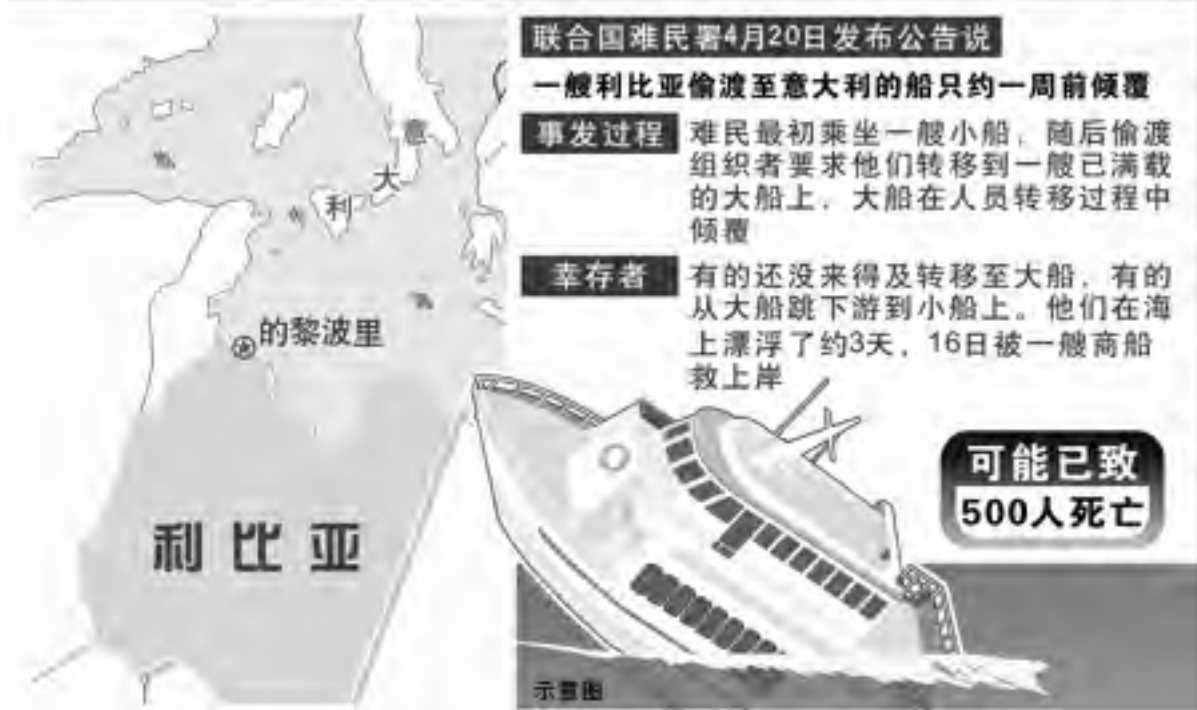 联合国难民署4月20日发布公告说
一艘利比亚偷渡至意大利的船只约一周前倾覆
事发过程
难民最初乘坐一艘小船，随后偷渡
组织者要求他们转移到一艘已满载
的大船上，大船在人员转移过程中
倾覆
幸存者
有的还没来得及转移至大船，有的
从大船跳下游到小船上。他们在海
上漂浮了约3天，16日被一艘商船
救上岸
可能已致
500人死亡
意大利
的黎波里
利比亚
示意图